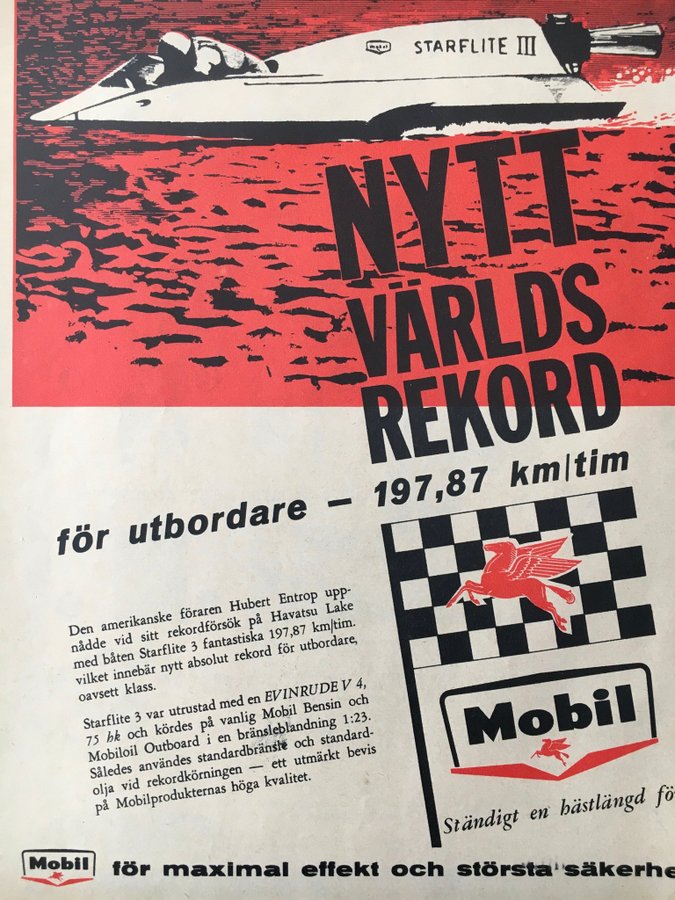 Mobil
STARFLITE III
NYTT
VÄRLDS
REKORD
för utbordare — 197,87 km|tim
Den amerikanske föraren Hubert Entrop upp-
nådde vid sitt rekordförsök på Havatsu Lake
med båten Starflite 3 fantastiska 197,87 km|tim.
vilket innebär nytt absolut rekord för utbordare,
oavsett klass.
Starflite 3 var utrustad med en EVINRUDE V 4,
75 hk och kördes på vanlig Mobil Bensin och
Mobiloil Outboard i en bränsleblandning 1:23.
Således användes standardbränsle och standard-
olja vid rekordkörningen — ett utmärkt bevis
på Mobilprodukternas höga kvalitet.
Mobil
Ständigt en hästlängd fö
Mobil för maximal effekt och största säkerhe